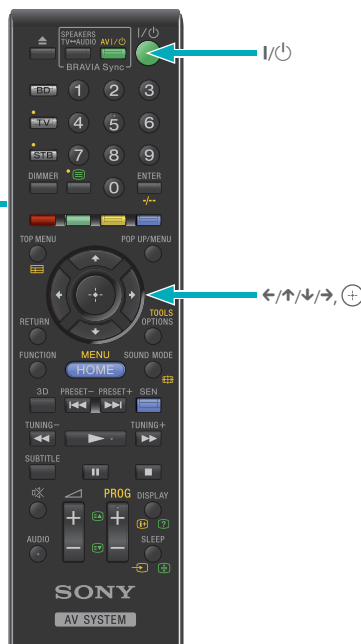 SPEAKERS
TV↔AUDIO AV I/⏻ I/⏻
I/⏻
BRAVIA Sync
BD 1 2 3
TV 4 5 6
STB 7 8 9
DIMMER 0 ENTER
-/--
TOP MENU POP UP/MENU
←/↑/↓/→, ⊕
TOOLS
RETURN OPTIONS
FUNCTION MENU SOUND MODE
HOME
3D PRESET− PRESET+ SEN
TUNING− TUNING+
SUBTITLE
PROG DISPLAY
+ +
?
AUDIO − − SLEEP
SONY
AV SYSTEM